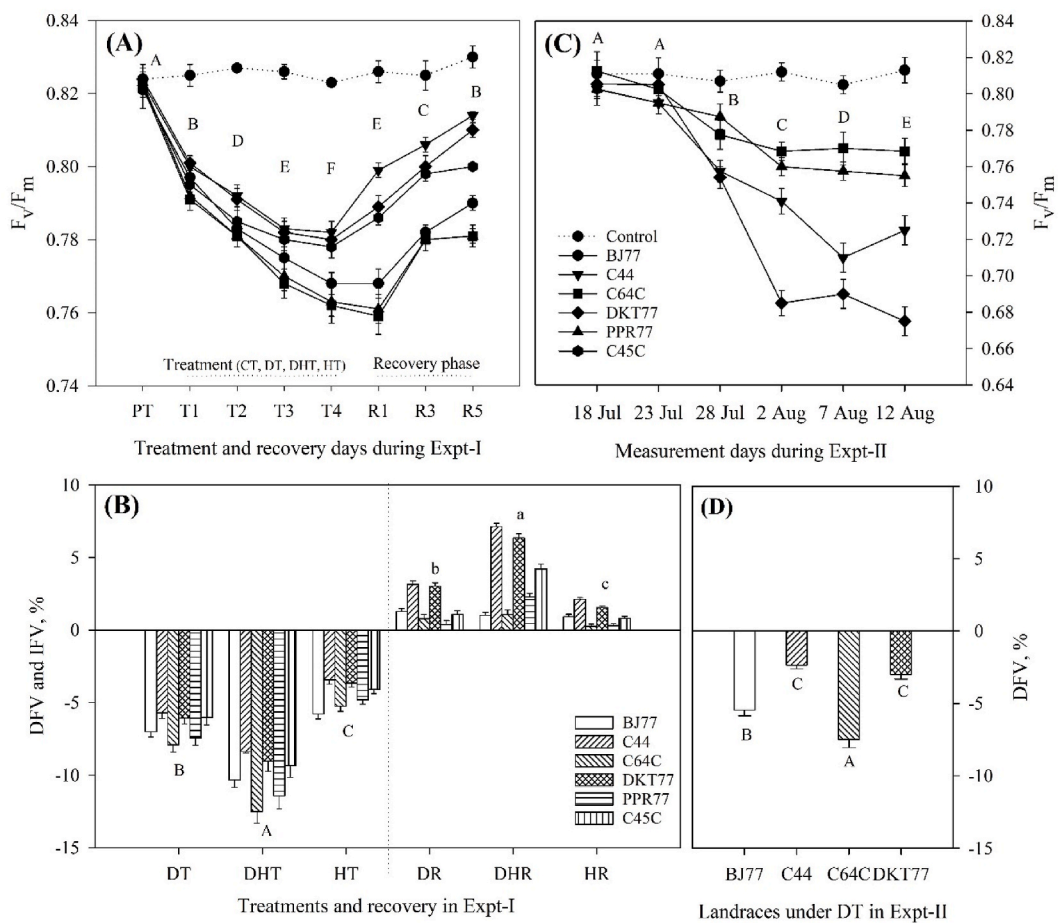 (A)
0.84
0.82
0.80
0.78
0.76
0.74
Fv/Fm
A
B
D
E
F
E
C
B
Treatment (CT, DT, DHT, HT)
Recovery phase
PT T1 T2 T3 T4 R1 R3 R5
Treatment and recovery days during Expt-I
(C)
A
A
B
C
D
E
Control
BJ77
C44
C64C
DKT77
PPR77
C45C
0.84
0.82
0.80
0.78
0.76
0.74
0.72
0.70
0.68
0.66
0.64
Fv/Fm
18 Jul 23 Jul 28 Jul 2 Aug 7 Aug 12 Aug
Measurement days during Expt-II
(B)
10
5
0
-5
-10
-15
DFV and IFV, %
B
A
C
b
a
c
BJ77
C44
C64C
DKT77
PPR77
C45C
DT DHT HT DR DHR HR
Treatments and recovery in Expt-I
(D)
B
C
A
C
10
5
0
-5
-10
-15
DFV, %
BJ77 C44 C64C DKT77
Landraces under DT in Expt-II